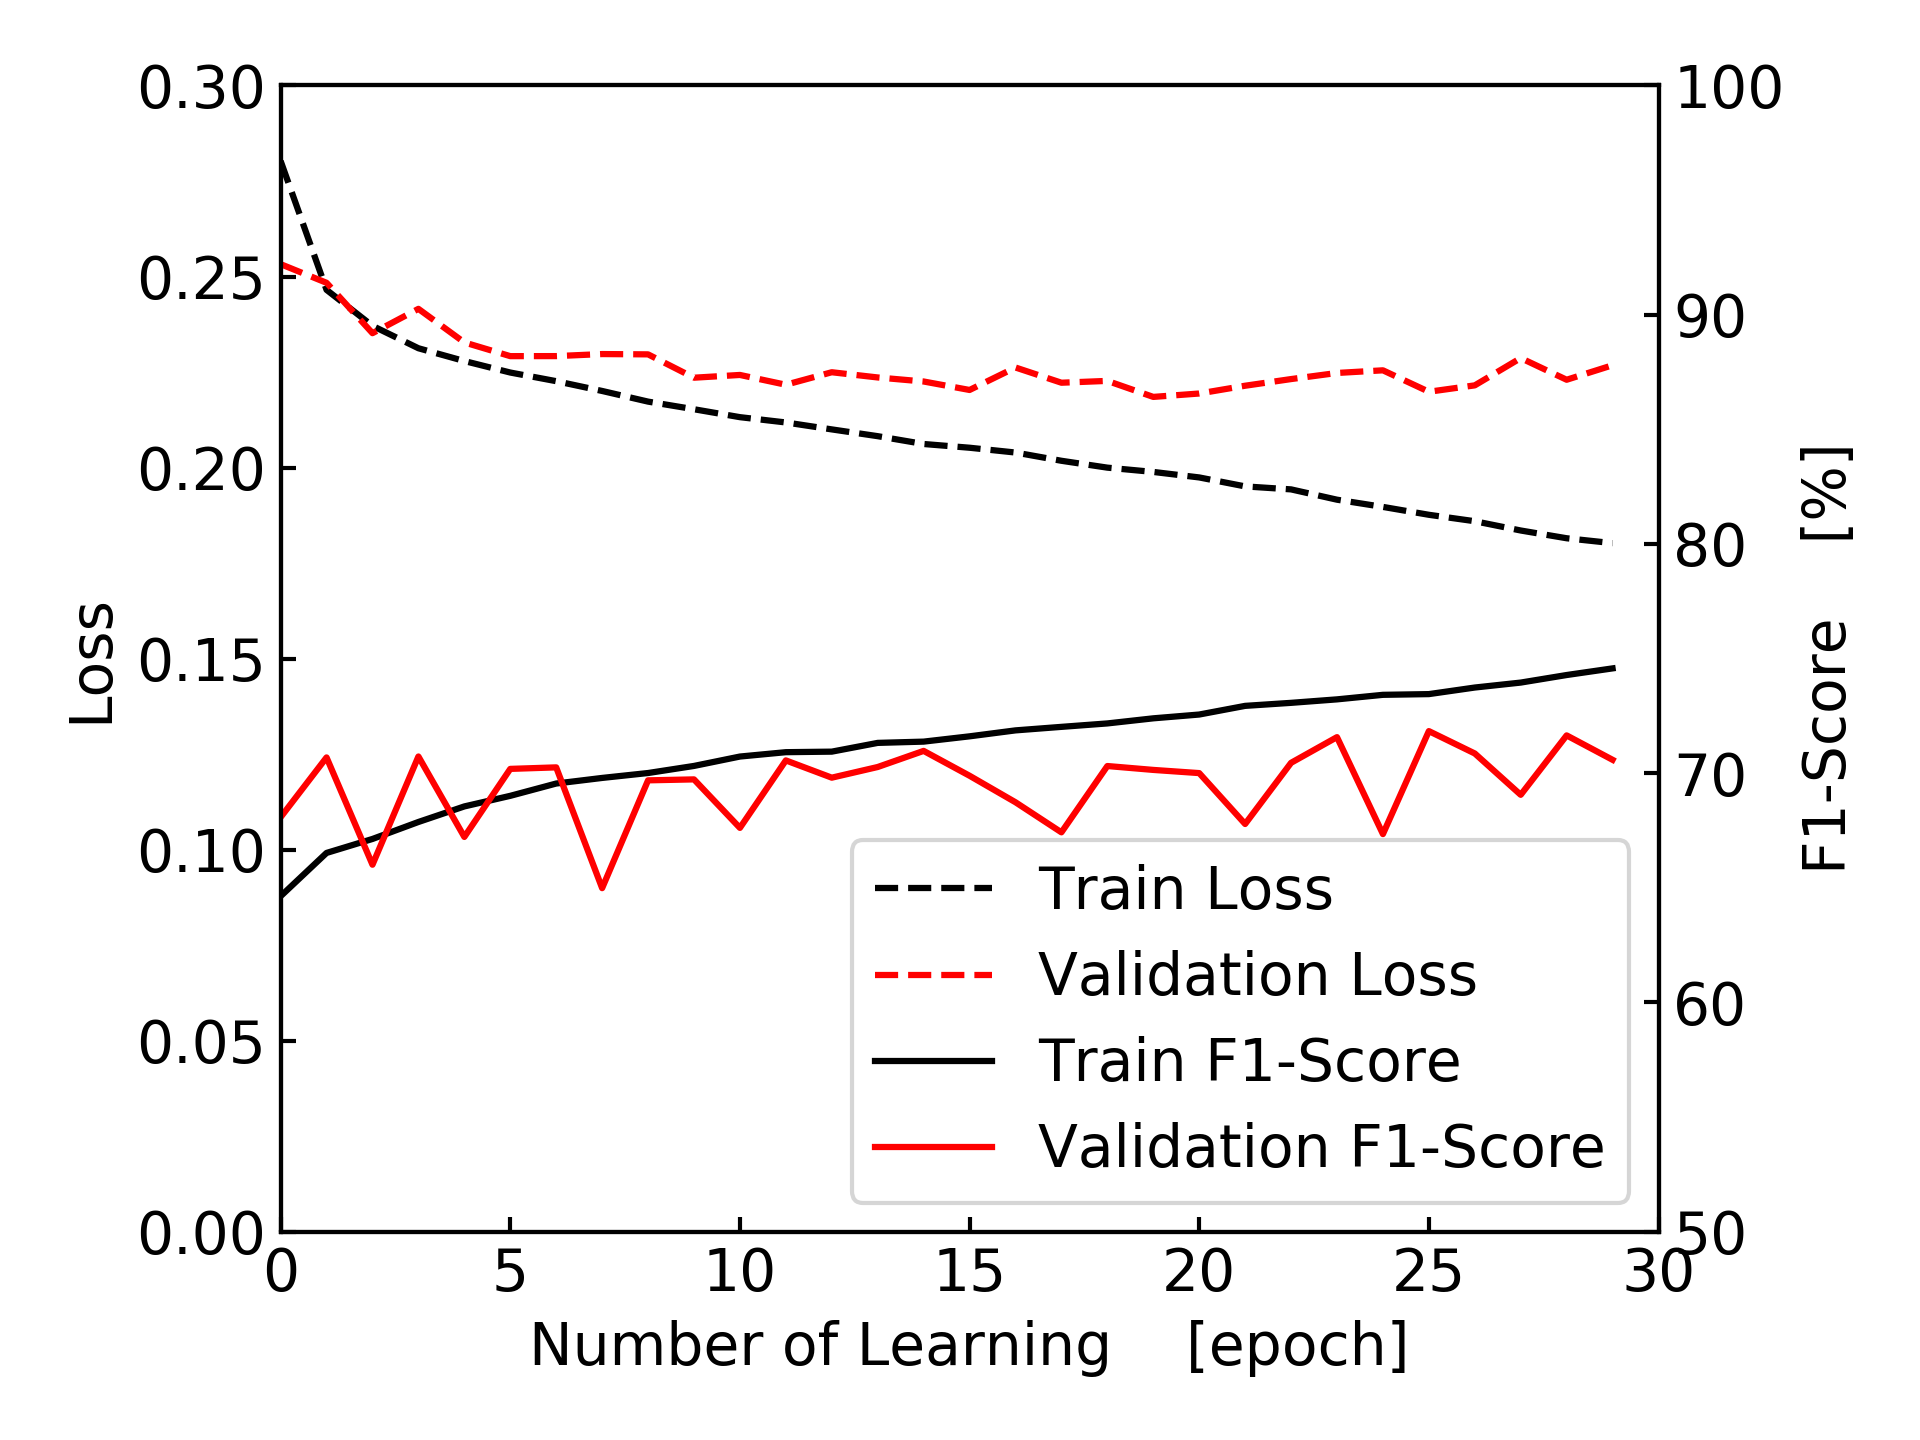 0.30
0.25
0.20
0.15
0.10
0.05
0.00
Loss
100
90
80
70
60
50
F1-Score [%]
Train Loss
Validation Loss
Train F1-Score
Validation F1-Score
0 5 10 15 20 25 30
Number of Learning [epoch]